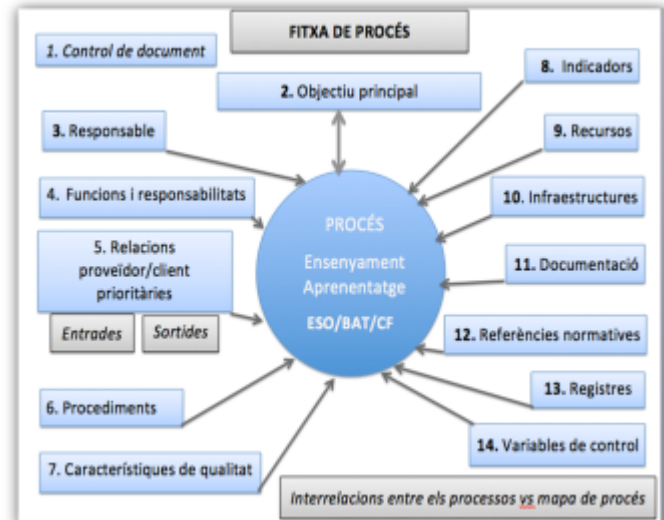 FITXA DE PROCÉS
1. Control de document
2. Objectiu principal
3. Responsable
4. Funcions i responsabilitats
5. Relacions
proveïdor/client
prioritàries
Entrades
Sortides
6. Procediments
7. Característiques de qualitat
PROCÉS
Ensenyament
Aprenentatge
ESO/BAT/CF
8. Indicadors
9. Recursos
10. Infraestructures
11. Documentació
12. Referències normatives
13. Registres
14. Variables de control
Interrelacions entre els processos vs mapa de procés